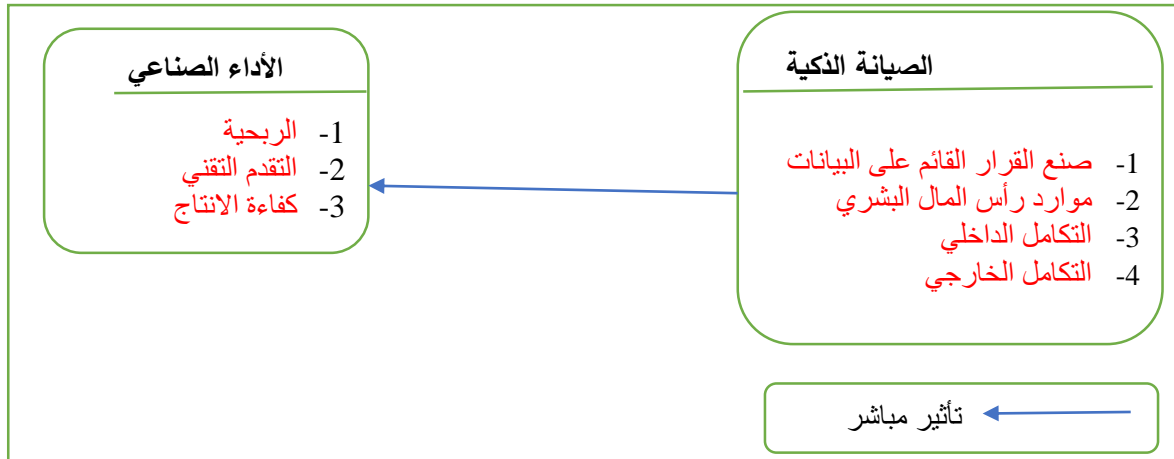 الصيانة الذكية
1- صنع القرار القائم على البيانات
2- موارد رأس المال البشري
3- التكامل الداخلي
4- التكامل الخارجي
الأداء الصناعي
1- الربحية
2- التقدم التقني
3- كفاءة الانتاج
تأثير مباشر